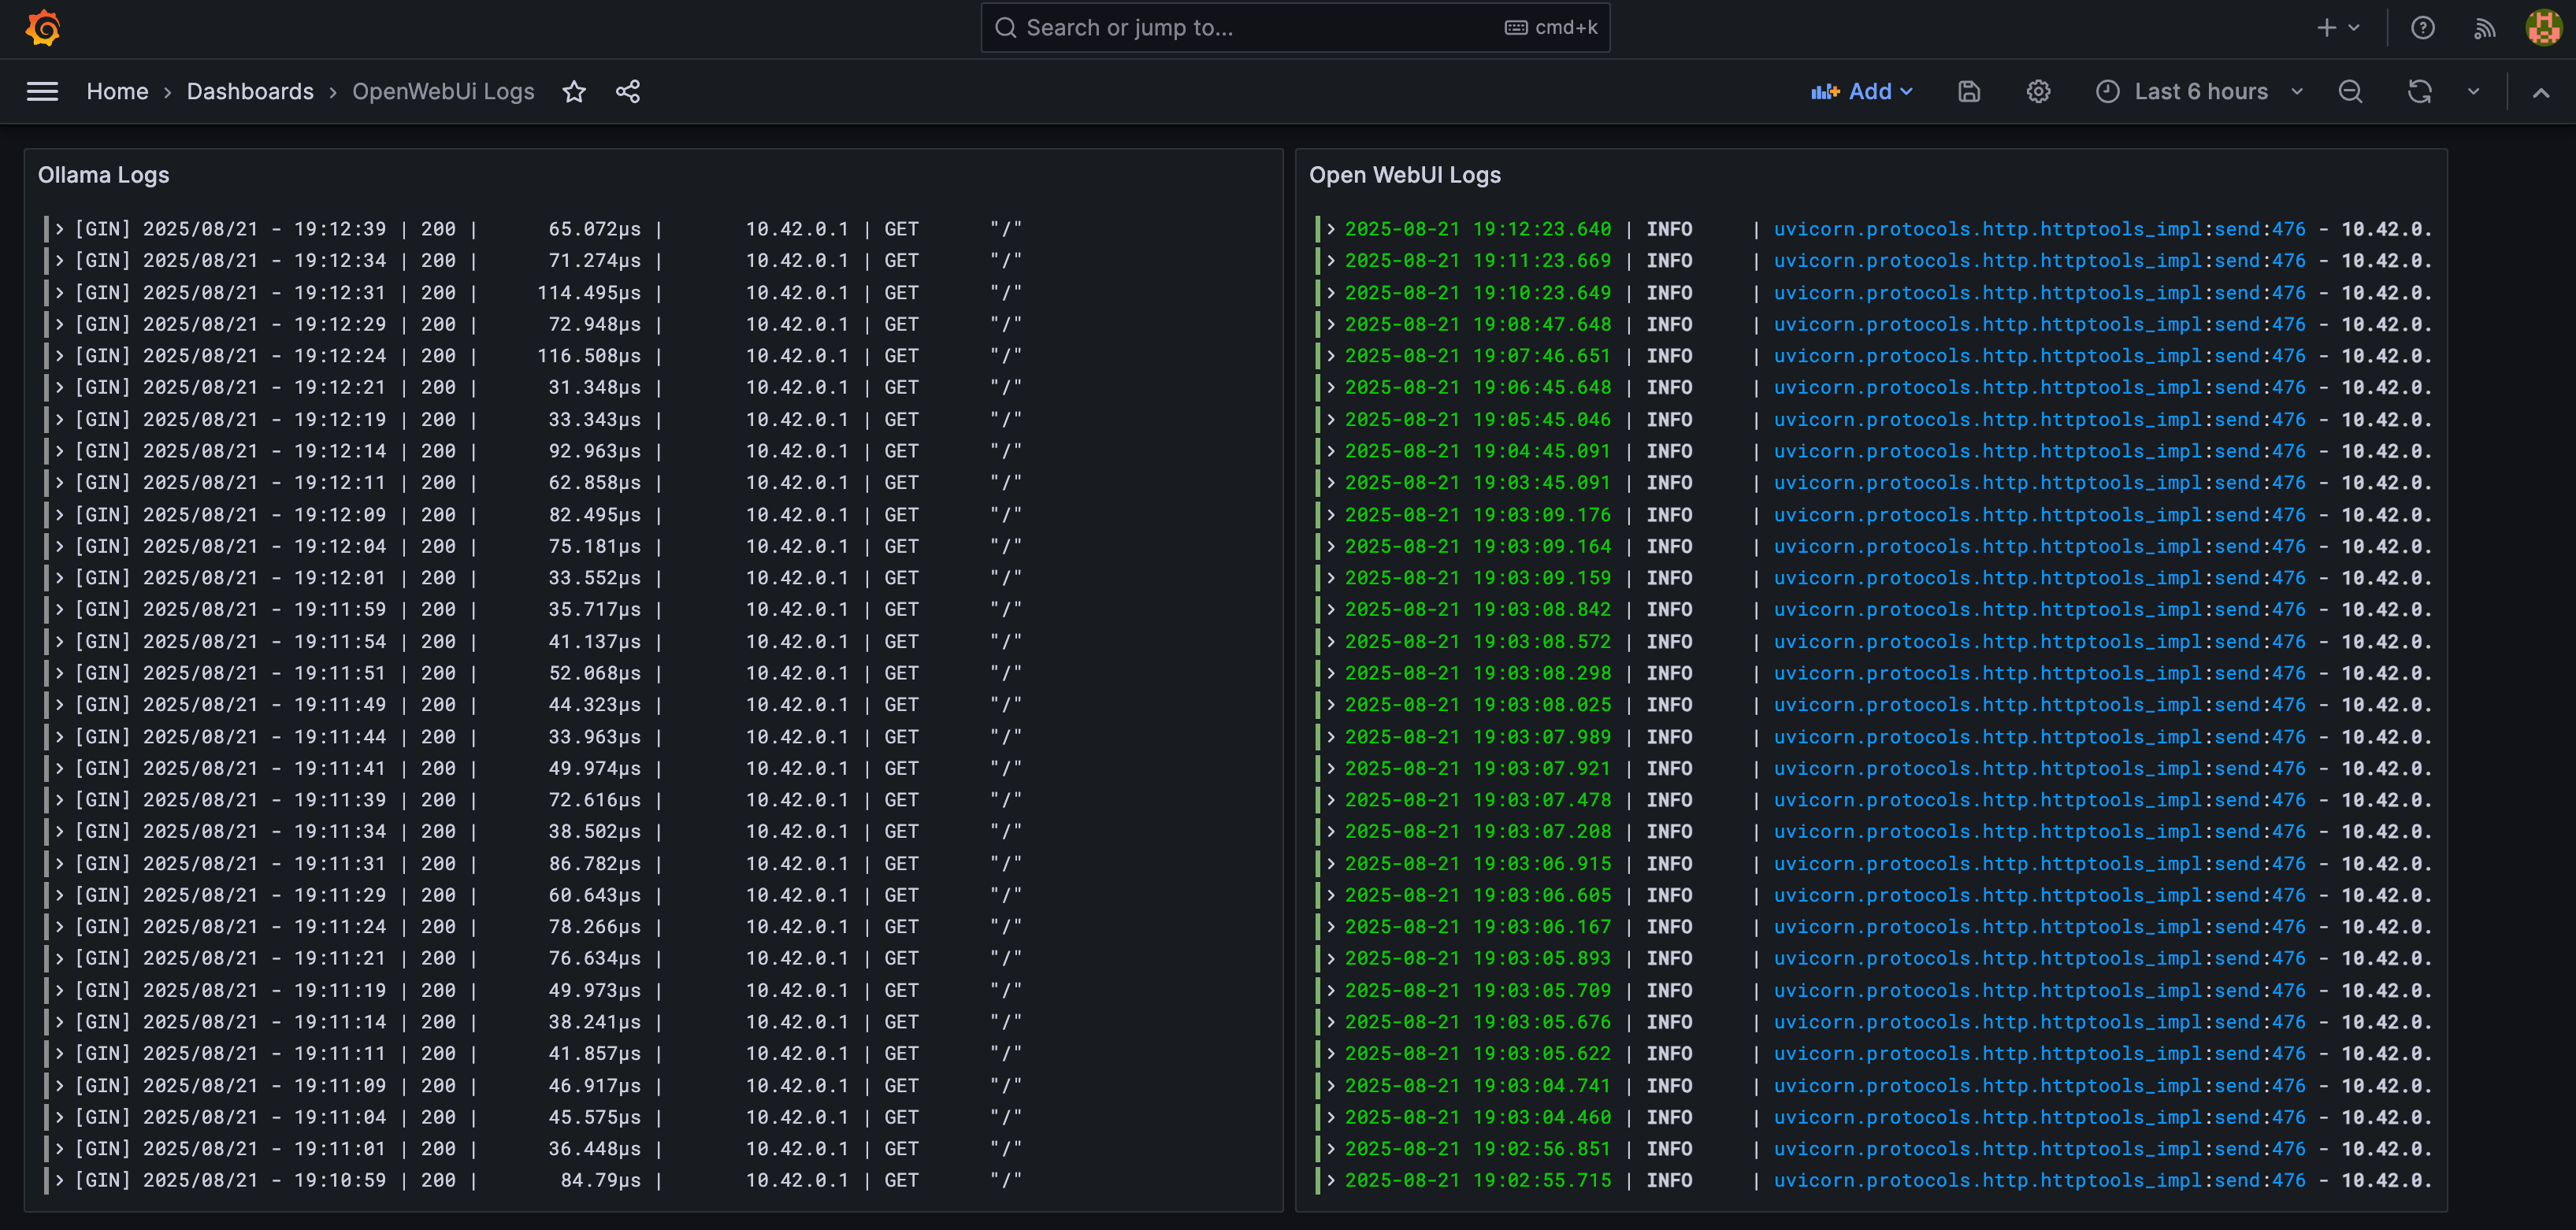 Search or jump to... cmd+k
Home › Dashboards › OpenWebUi Logs Add Last 6 hours
Ollama Logs
[GIN] 2025/08/21 - 19:12:39 | 200 | 65.072µs | 10.42.0.1 | GET "/"
[GIN] 2025/08/21 - 19:12:34 | 200 | 71.274µs | 10.42.0.1 | GET "/"
[GIN] 2025/08/21 - 19:12:31 | 200 | 114.495µs | 10.42.0.1 | GET "/"
[GIN] 2025/08/21 - 19:12:29 | 200 | 72.948µs | 10.42.0.1 | GET "/"
[GIN] 2025/08/21 - 19:12:24 | 200 | 116.508µs | 10.42.0.1 | GET "/"
[GIN] 2025/08/21 - 19:12:21 | 200 | 31.348µs | 10.42.0.1 | GET "/"
[GIN] 2025/08/21 - 19:12:19 | 200 | 33.343µs | 10.42.0.1 | GET "/"
[GIN] 2025/08/21 - 19:12:14 | 200 | 92.963µs | 10.42.0.1 | GET "/"
[GIN] 2025/08/21 - 19:12:11 | 200 | 62.858µs | 10.42.0.1 | GET "/"
[GIN] 2025/08/21 - 19:12:09 | 200 | 82.495µs | 10.42.0.1 | GET "/"
[GIN] 2025/08/21 - 19:12:04 | 200 | 75.181µs | 10.42.0.1 | GET "/"
[GIN] 2025/08/21 - 19:12:01 | 200 | 33.552µs | 10.42.0.1 | GET "/"
[GIN] 2025/08/21 - 19:11:59 | 200 | 35.717µs | 10.42.0.1 | GET "/"
[GIN] 2025/08/21 - 19:11:54 | 200 | 41.137µs | 10.42.0.1 | GET "/"
[GIN] 2025/08/21 - 19:11:51 | 200 | 52.068µs | 10.42.0.1 | GET "/"
[GIN] 2025/08/21 - 19:11:49 | 200 | 44.323µs | 10.42.0.1 | GET "/"
[GIN] 2025/08/21 - 19:11:44 | 200 | 33.963µs | 10.42.0.1 | GET "/"
[GIN] 2025/08/21 - 19:11:41 | 200 | 49.974µs | 10.42.0.1 | GET "/"
[GIN] 2025/08/21 - 19:11:39 | 200 | 72.616µs | 10.42.0.1 | GET "/"
[GIN] 2025/08/21 - 19:11:34 | 200 | 38.502µs | 10.42.0.1 | GET "/"
[GIN] 2025/08/21 - 19:11:31 | 200 | 86.782µs | 10.42.0.1 | GET "/"
[GIN] 2025/08/21 - 19:11:29 | 200 | 60.643µs | 10.42.0.1 | GET "/"
[GIN] 2025/08/21 - 19:11:24 | 200 | 78.266µs | 10.42.0.1 | GET "/"
[GIN] 2025/08/21 - 19:11:21 | 200 | 76.634µs | 10.42.0.1 | GET "/"
[GIN] 2025/08/21 - 19:11:19 | 200 | 49.973µs | 10.42.0.1 | GET "/"
[GIN] 2025/08/21 - 19:11:14 | 200 | 38.241µs | 10.42.0.1 | GET "/"
[GIN] 2025/08/21 - 19:11:11 | 200 | 41.857µs | 10.42.0.1 | GET "/"
[GIN] 2025/08/21 - 19:11:09 | 200 | 46.917µs | 10.42.0.1 | GET "/"
[GIN] 2025/08/21 - 19:11:04 | 200 | 45.575µs | 10.42.0.1 | GET "/"
[GIN] 2025/08/21 - 19:11:01 | 200 | 36.448µs | 10.42.0.1 | GET "/"
[GIN] 2025/08/21 - 19:10:59 | 200 | 84.79µs | 10.42.0.1 | GET "/"
Open WebUI Logs
2025-08-21 19:12:23.640 | INFO | uvicorn.protocols.http.httptools_impl:send:476 - 10.42.0.
2025-08-21 19:11:23.669 | INFO | uvicorn.protocols.http.httptools_impl:send:476 - 10.42.0.
2025-08-21 19:10:23.649 | INFO | uvicorn.protocols.http.httptools_impl:send:476 - 10.42.0.
2025-08-21 19:08:47.648 | INFO | uvicorn.protocols.http.httptools_impl:send:476 - 10.42.0.
2025-08-21 19:07:46.651 | INFO | uvicorn.protocols.http.httptools_impl:send:476 - 10.42.0.
2025-08-21 19:06:45.648 | INFO | uvicorn.protocols.http.httptools_impl:send:476 - 10.42.0.
2025-08-21 19:05:45.046 | INFO | uvicorn.protocols.http.httptools_impl:send:476 - 10.42.0.
2025-08-21 19:04:45.091 | INFO | uvicorn.protocols.http.httptools_impl:send:476 - 10.42.0.
2025-08-21 19:03:45.091 | INFO | uvicorn.protocols.http.httptools_impl:send:476 - 10.42.0.
2025-08-21 19:03:09.176 | INFO | uvicorn.protocols.http.httptools_impl:send:476 - 10.42.0.
2025-08-21 19:03:09.164 | INFO | uvicorn.protocols.http.httptools_impl:send:476 - 10.42.0.
2025-08-21 19:03:09.159 | INFO | uvicorn.protocols.http.httptools_impl:send:476 - 10.42.0.
2025-08-21 19:03:08.842 | INFO | uvicorn.protocols.http.httptools_impl:send:476 - 10.42.0.
2025-08-21 19:03:08.572 | INFO | uvicorn.protocols.http.httptools_impl:send:476 - 10.42.0.
2025-08-21 19:03:08.298 | INFO | uvicorn.protocols.http.httptools_impl:send:476 - 10.42.0.
2025-08-21 19:03:08.025 | INFO | uvicorn.protocols.http.httptools_impl:send:476 - 10.42.0.
2025-08-21 19:03:07.989 | INFO | uvicorn.protocols.http.httptools_impl:send:476 - 10.42.0.
2025-08-21 19:03:07.921 | INFO | uvicorn.protocols.http.httptools_impl:send:476 - 10.42.0.
2025-08-21 19:03:07.478 | INFO | uvicorn.protocols.http.httptools_impl:send:476 - 10.42.0.
2025-08-21 19:03:07.208 | INFO | uvicorn.protocols.http.httptools_impl:send:476 - 10.42.0.
2025-08-21 19:03:06.915 | INFO | uvicorn.protocols.http.httptools_impl:send:476 - 10.42.0.
2025-08-21 19:03:06.605 | INFO | uvicorn.protocols.http.httptools_impl:send:476 - 10.42.0.
2025-08-21 19:03:06.167 | INFO | uvicorn.protocols.http.httptools_impl:send:476 - 10.42.0.
2025-08-21 19:03:05.893 | INFO | uvicorn.protocols.http.httptools_impl:send:476 - 10.42.0.
2025-08-21 19:03:05.709 | INFO | uvicorn.protocols.http.httptools_impl:send:476 - 10.42.0.
2025-08-21 19:03:05.676 | INFO | uvicorn.protocols.http.httptools_impl:send:476 - 10.42.0.
2025-08-21 19:03:05.622 | INFO | uvicorn.protocols.http.httptools_impl:send:476 - 10.42.0.
2025-08-21 19:03:04.741 | INFO | uvicorn.protocols.http.httptools_impl:send:476 - 10.42.0.
2025-08-21 19:03:04.460 | INFO | uvicorn.protocols.http.httptools_impl:send:476 - 10.42.0.
2025-08-21 19:02:56.851 | INFO | uvicorn.protocols.http.httptools_impl:send:476 - 10.42.0.
2025-08-21 19:02:55.715 | INFO | uvicorn.protocols.http.httptools_impl:send:476 - 10.42.0.